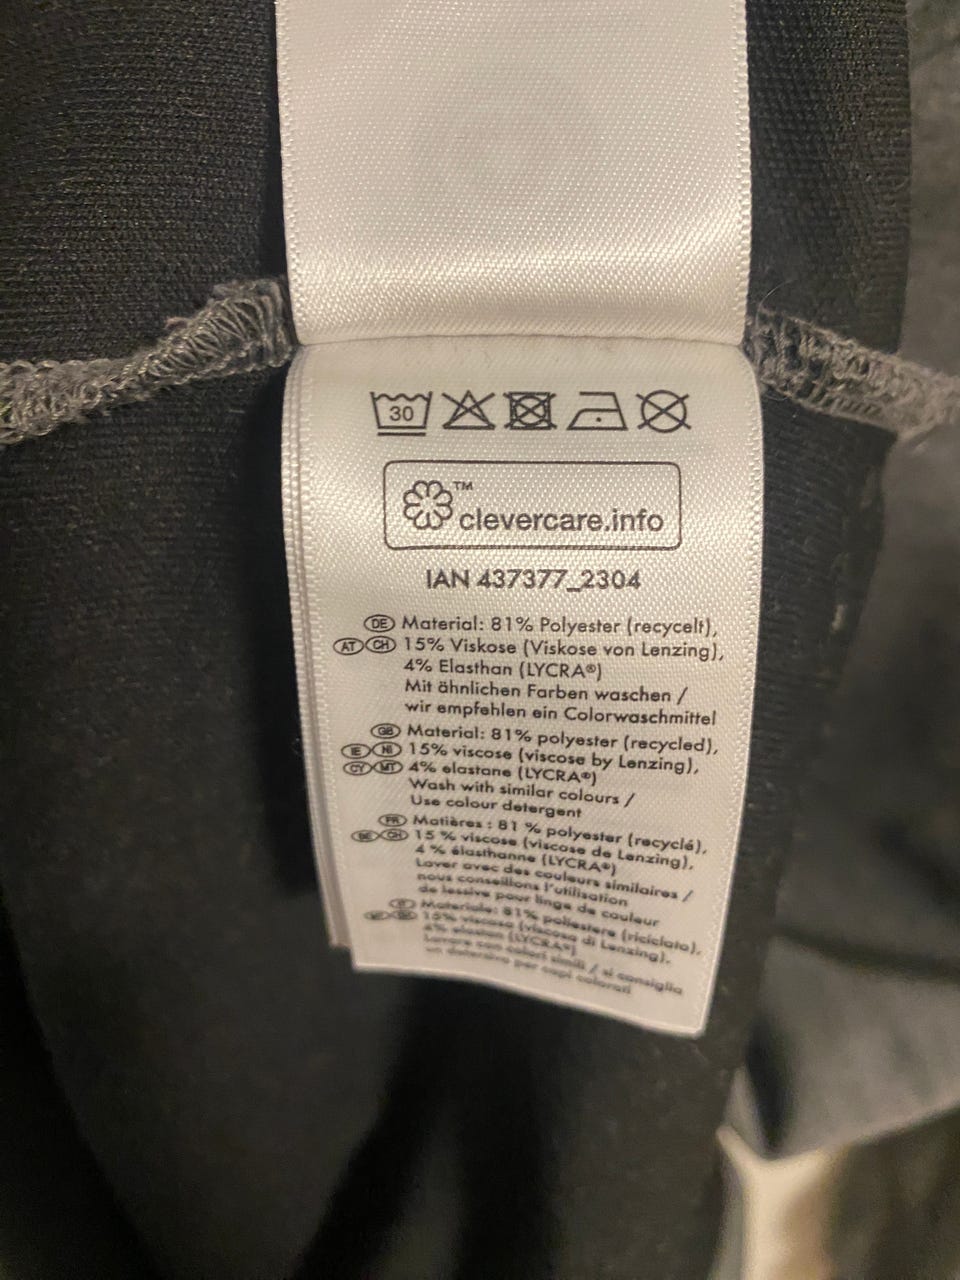 30
TM
clevercare.info
IAN 437377_2304
DE Material: 81% Polyester (recycelt),
AT CH 15% Viskose (Viskose von Lenzing),
4% Elasthan (LYCRA®)
Mit ähnlichen Farben waschen /
wir empfehlen ein Colorwaschmittel
GB Material: 81% polyester (recycled),
IE NI 15% viscose (viscose by Lenzing),
CY MT 4% elastane (LYCRA®)
Wash with similar colours /
Use colour detergent
FR Matières : 81 % polyester (recyclé),
BE CH 15 % viscose (viscose de Lenzing),
4 % élasthanne (LYCRA®)
Laver avec des couleurs similaires /
nous conseillons l'utilisation
de lessive pour linge de couleur
IT Materiale: 81% poliestere (riciclato),
15% viscosa (viscosa di Lenzing),
4% elastan (LYCRA®)
Lavare con colori simili / si consiglia
un detersivo per capi colorati